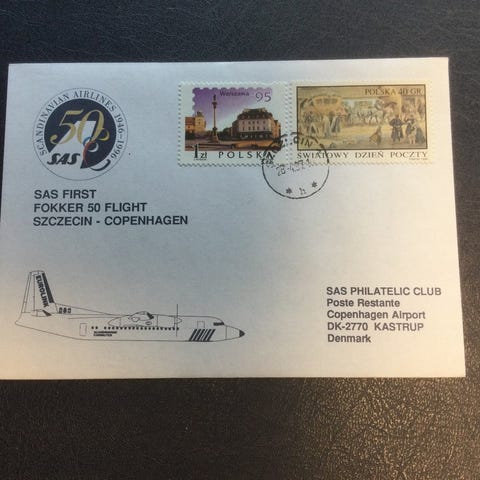 SCANDINAVIAN AIRLINES 1946-1996
50
SAS
Warszawa 95
1 zł POLSKA
POLSKA 40 GR
ŚWIATOWY DZIEŃ POCZTY
SAS FIRST
FOKKER 50 FLIGHT
SZCZECIN - COPENHAGEN
EUROLINK
SAS PHILATELIC CLUB
Poste Restante
Copenhagen Airport
DK-2770 KASTRUP
Denmark